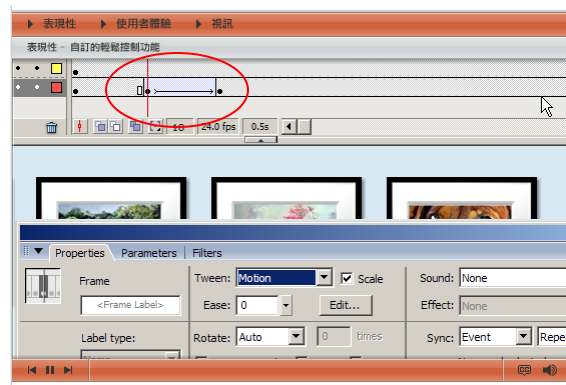 表現性 使用者體驗 視訊
表現性 - 自訂的輕鬆控制功能
16 24.0 fps 0.5s
Properties Parameters Filters
Frame Tween: Motion Scale Sound: None
<Frame Label> Ease: 0 Edit... Effect: None
Label type: Rotate: Auto 0 times Sync: Event Repe